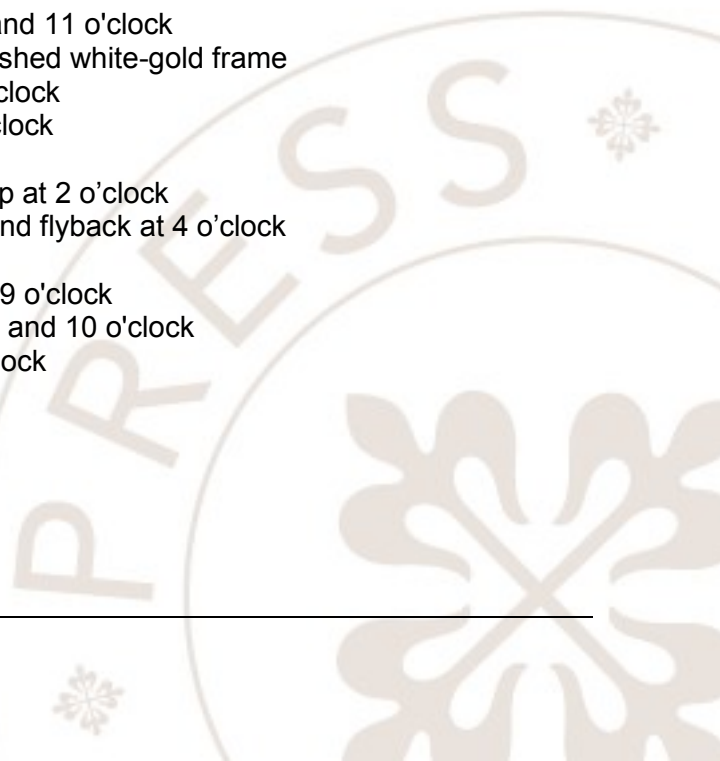 and 11 o'clock
shed white-gold frame
clock
clock
p at 2 o’clock
nd flyback at 4 o’clock
9 o'clock
and 10 o'clock
ock
PRESS